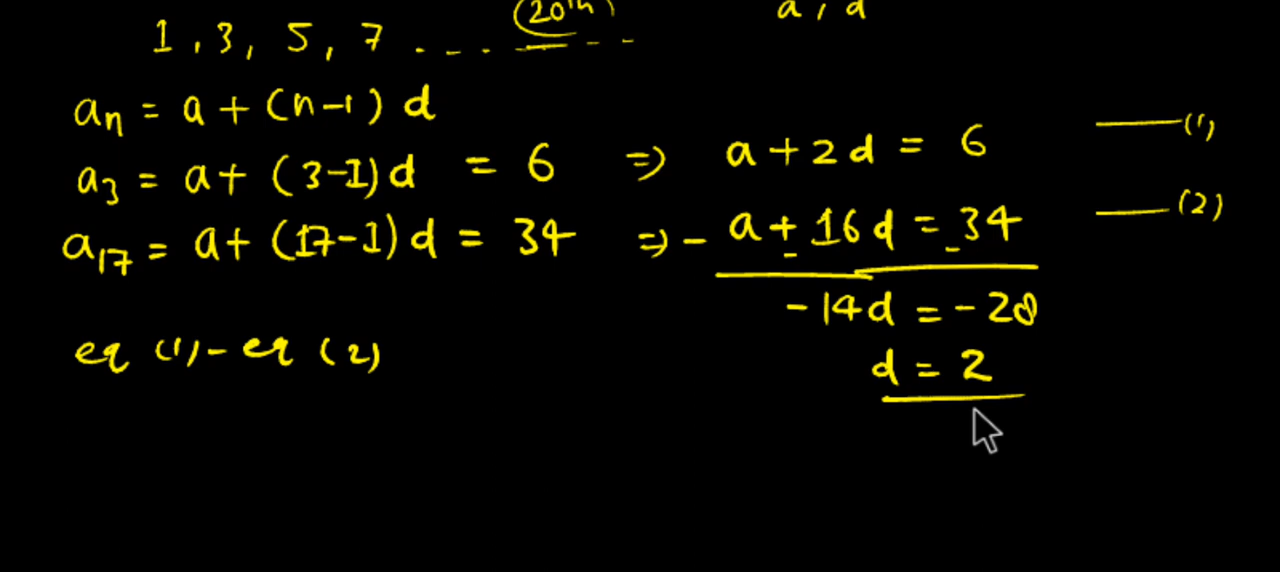 (20th) a, d
1, 3, 5, 7 . - - . — - -
an = a + (n-1) d
a3 = a + (3-1)d = 6 ⇒ a + 2d = 6 —(1)
a17 = a + (17-1)d = 34 ⇒ - a + 16d = 34 —(2)
- -
-14d = -28
eq (1) - eq (2)
d = 2